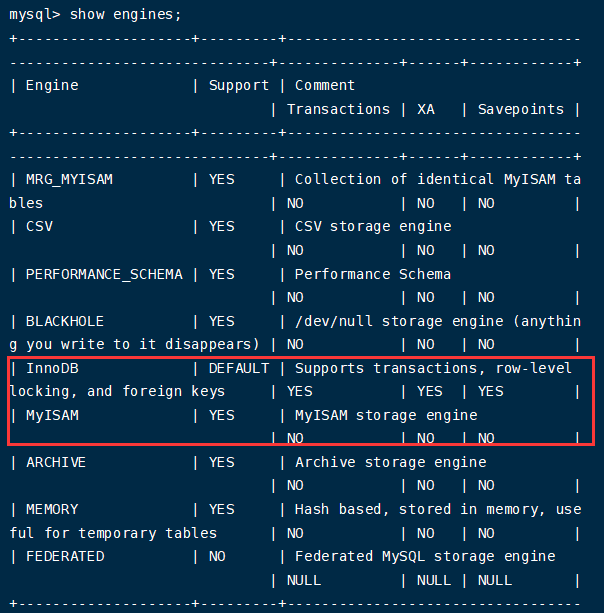 mysql> show engines;
+--------------------+---------+----------------------------------
------------------------------+--------------+------+------------+
| Engine             | Support | Comment
                              | Transactions | XA   | Savepoints |
+--------------------+---------+----------------------------------
------------------------------+--------------+------+------------+
| MRG_MYISAM         | YES     | Collection of identical MyISAM ta
bles                          | NO           | NO   | NO         |
| CSV                | YES     | CSV storage engine
                              | NO           | NO   | NO         |
| PERFORMANCE_SCHEMA | YES     | Performance Schema
                              | NO           | NO   | NO         |
| BLACKHOLE          | YES     | /dev/null storage engine (anythin
g you write to it disappears) | NO           | NO   | NO         |
| InnoDB             | DEFAULT | Supports transactions, row-level
locking, and foreign keys     | YES          | YES  | YES        |
| MyISAM             | YES     | MyISAM storage engine
                              | NO           | NO   | NO         |
| ARCHIVE            | YES     | Archive storage engine
                              | NO           | NO   | NO         |
| MEMORY             | YES     | Hash based, stored in memory, use
ful for temporary tables      | NO           | NO   | NO         |
| FEDERATED          | NO      | Federated MySQL storage engine
                              | NULL         | NULL | NULL       |
+--------------------+---------+----------------------------------